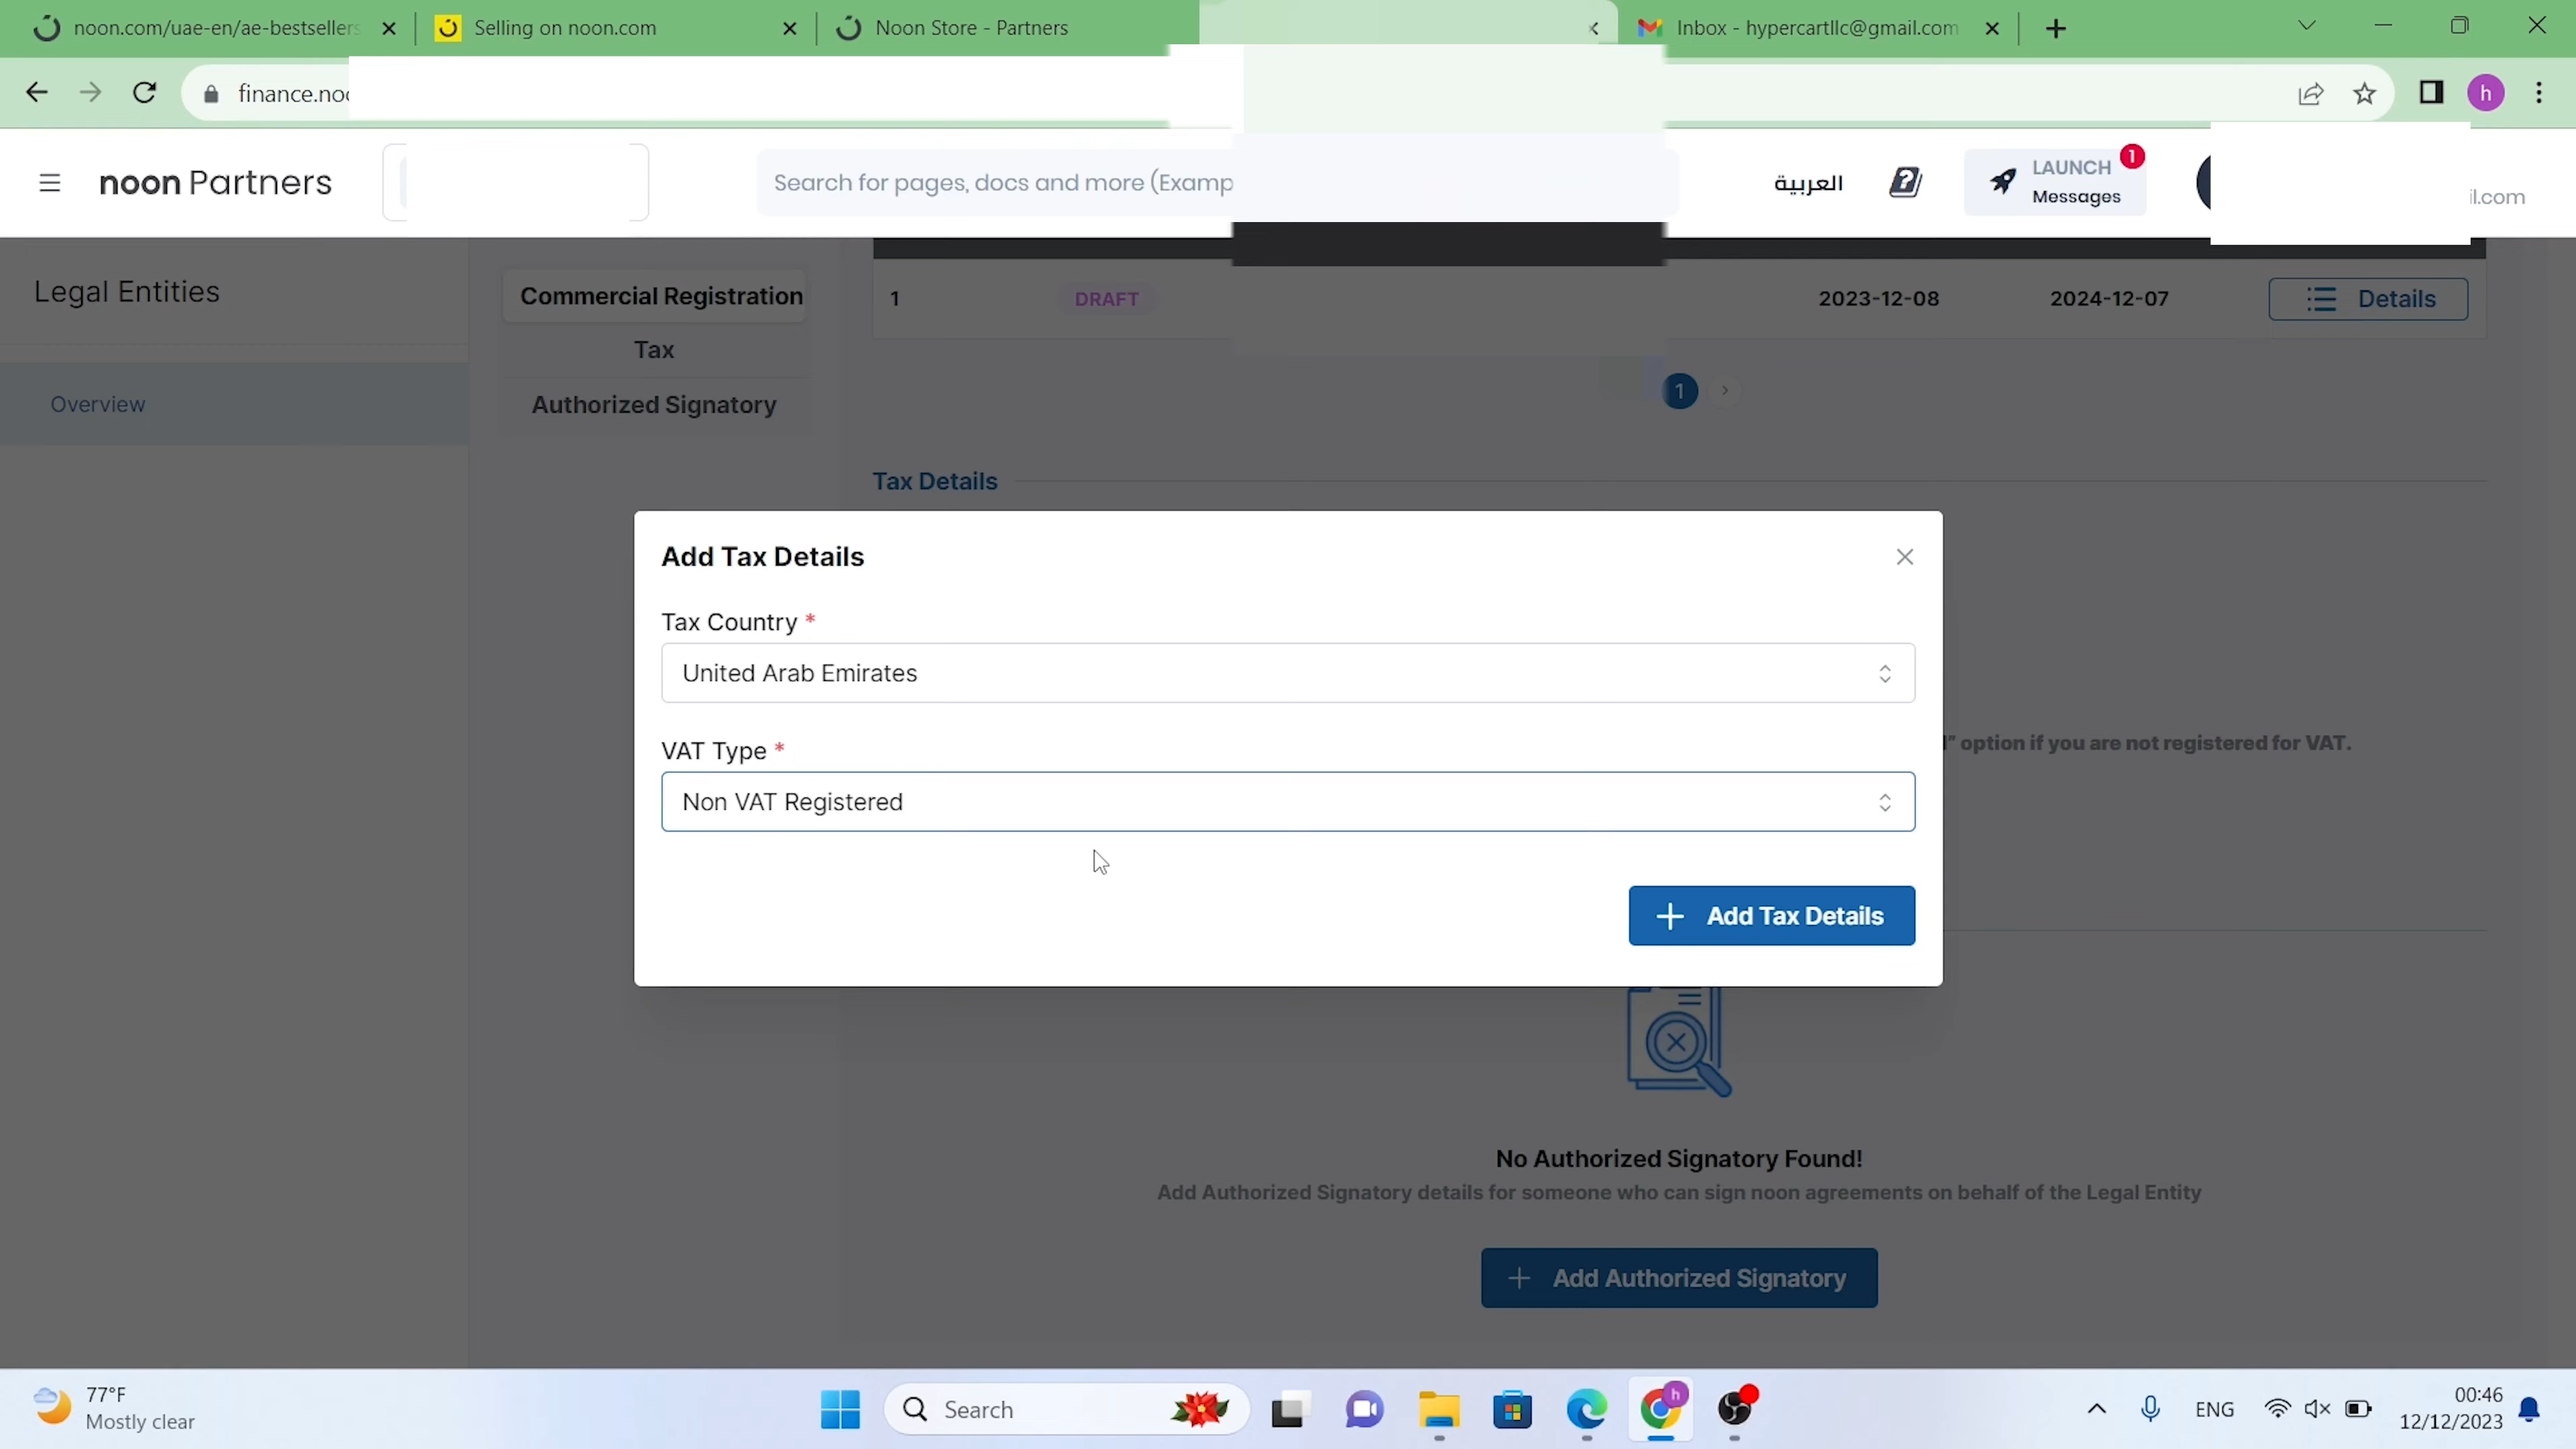 noon.com/uae-en/ae-bestsellers
Selling on noon.com
Noon Store - Partners
Inbox - hypercartllc@gmail.com
finance.noo
h
noon Partners
Search for pages, docs and more (Examp
العربية
LAUNCH
Messages
1
il.com
Legal Entities
Overview
Commercial Registration
Tax
Authorized Signatory
1
DRAFT
2023-12-08
2024-12-07
Details
1
Tax Details
Add Tax Details
Tax Country *
United Arab Emirates
VAT Type *
Non VAT Registered
Add Tax Details
" option if you are not registered for VAT.
No Authorized Signatory Found!
Add Authorized Signatory details for someone who can sign noon agreements on behalf of the Legal Entity
Add Authorized Signatory
77°F
Mostly clear
Search
h
ENG
00:46
12/12/2023